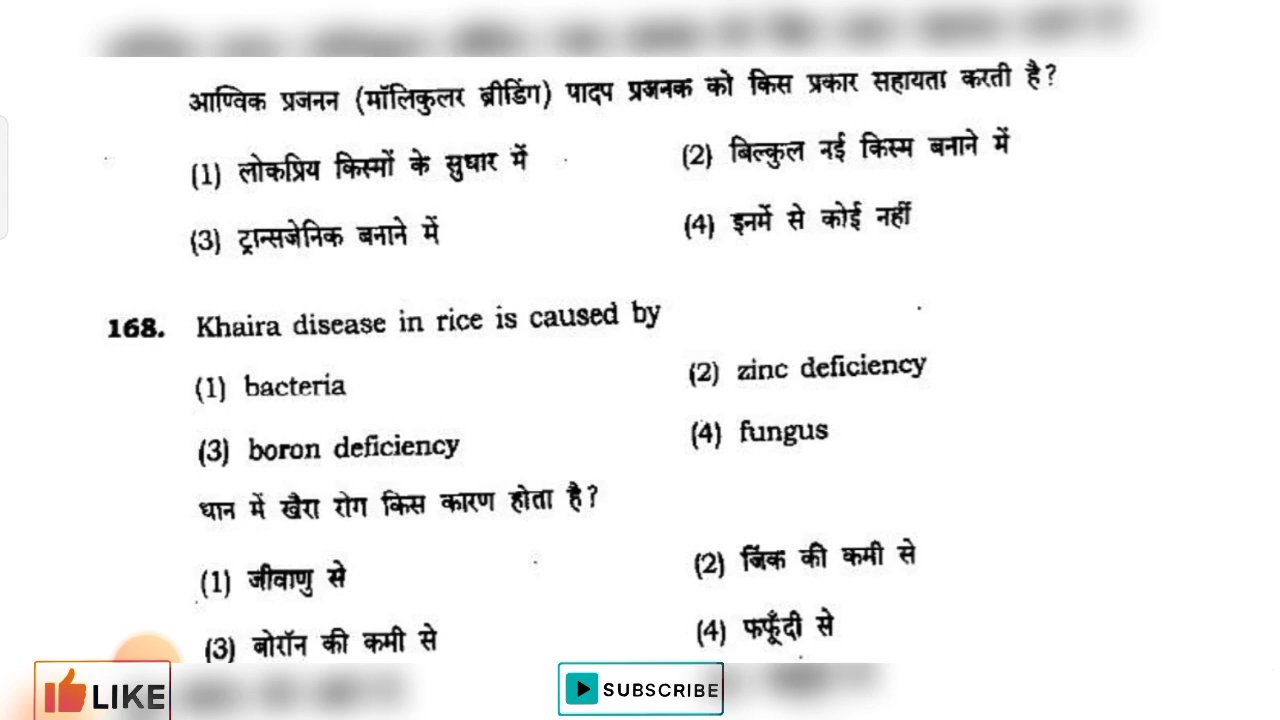 आण्विक प्रजनन (मॉलिकुलर ब्रीडिंग) पादप प्रजनक को किस प्रकार सहायता करती है?
(1) लोकप्रिय किस्मों के सुधार में (2) बिल्कुल नई किस्म बनाने में
(3) ट्रान्सजेनिक बनाने में (4) इनमें से कोई नहीं
168. Khaira disease in rice is caused by
(1) bacteria (2) zinc deficiency
(3) boron deficiency (4) fungus
धान में खैरा रोग किस कारण होता है?
(1) जीवाणु से (2) जिंक की कमी से
(3) बोरॉन की कमी से (4) फफूँदी से
LIKE SUBSCRIBE